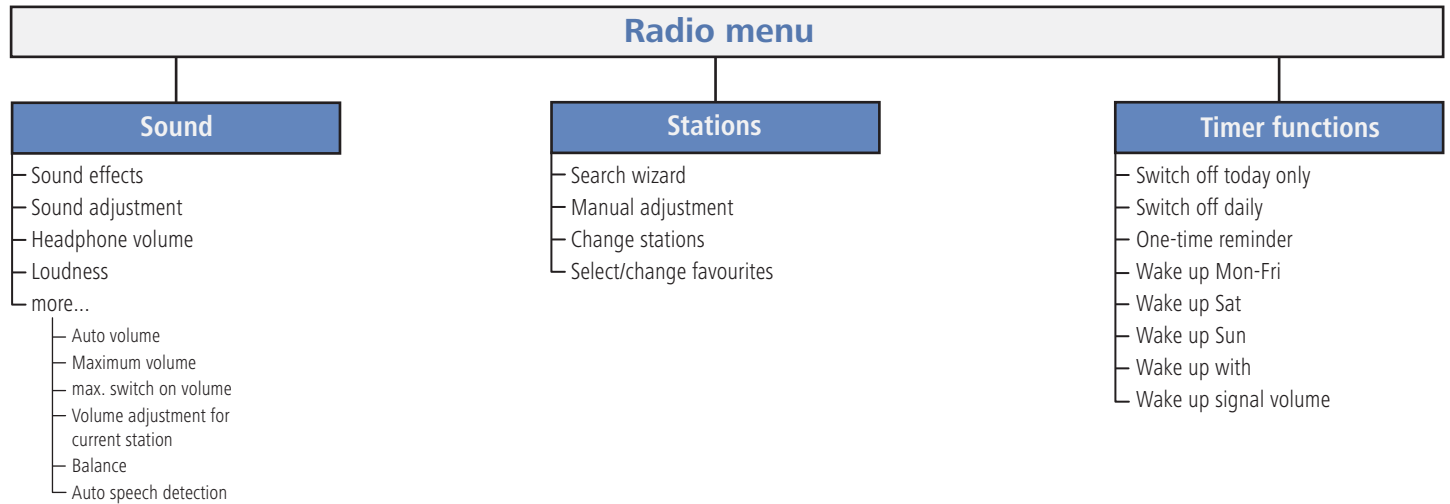 Radio menu
Sound
Sound effects
Sound adjustment
Headphone volume
Loudness
more...
Auto volume
Maximum volume
max. switch on volume
Volume adjustment for
current station
Balance
Auto speech detection
Stations
Search wizard
Manual adjustment
Change stations
Select/change favourites
Timer functions
Switch off today only
Switch off daily
One-time reminder
Wake up Mon-Fri
Wake up Sat
Wake up Sun
Wake up with
Wake up signal volume